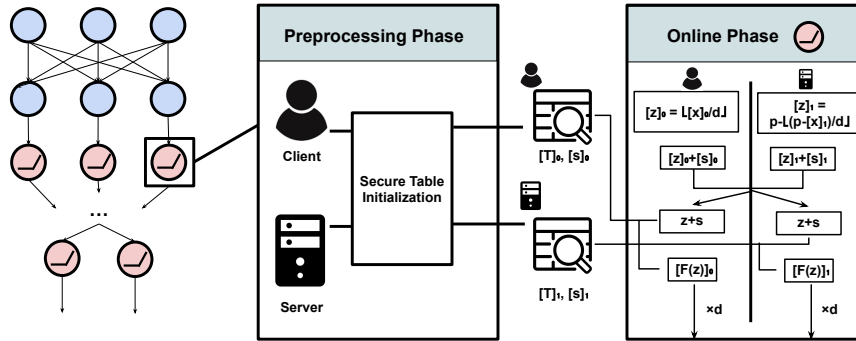 Preprocessing Phase
Client
Server
Secure Table
Initialization
[T]₀, [s]₀
[T]₁, [s]₁
...
Online Phase
[z]₀ = ⌊[x]₀/d⌋
[z]₁ =
p-⌊(p-[x]₁)/d⌋
[z]₀+[s]₀
[z]₁+[s]₁
z+s
z+s
[F(z)]₀
[F(z)]₁
×d
×d